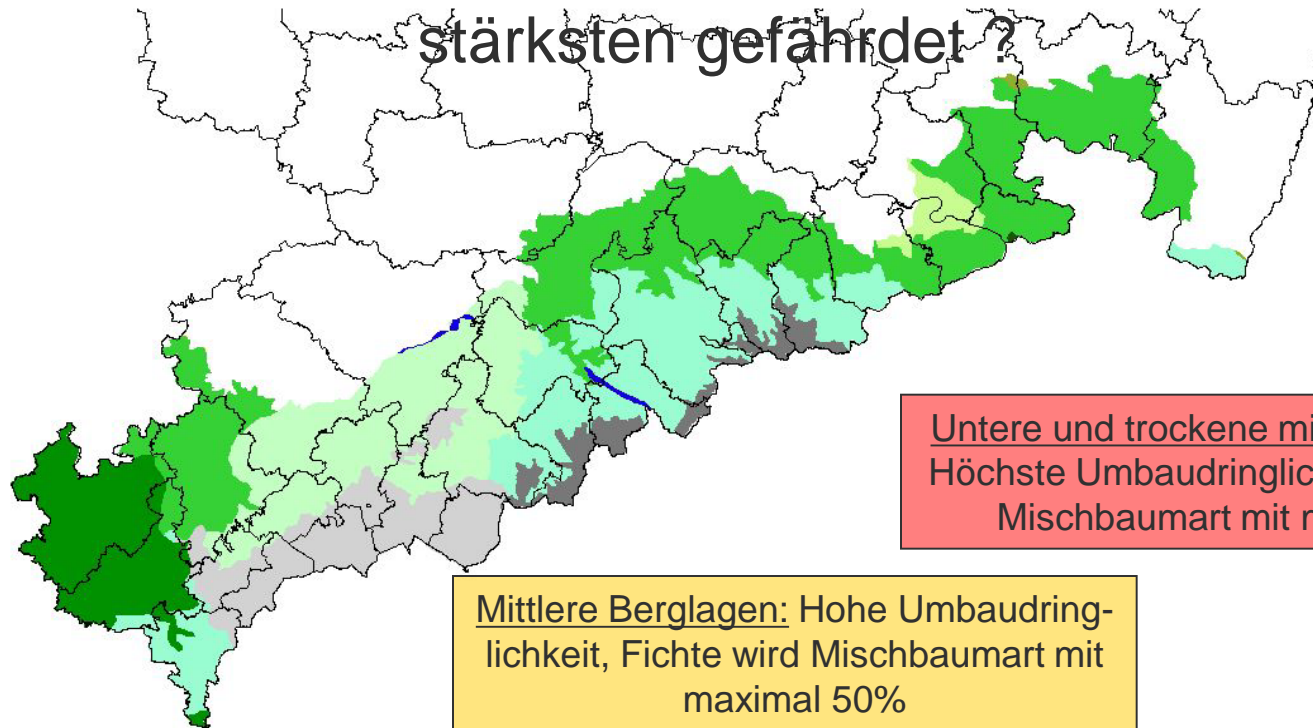 stärksten gefährdet ?
Untere und trockene mi
Höchste Umbaudringlic
Mischbaumart mit
Mittlere Berglagen: Hohe Umbaudring-
lichkeit, Fichte wird Mischbaumart mit
maximal 50%